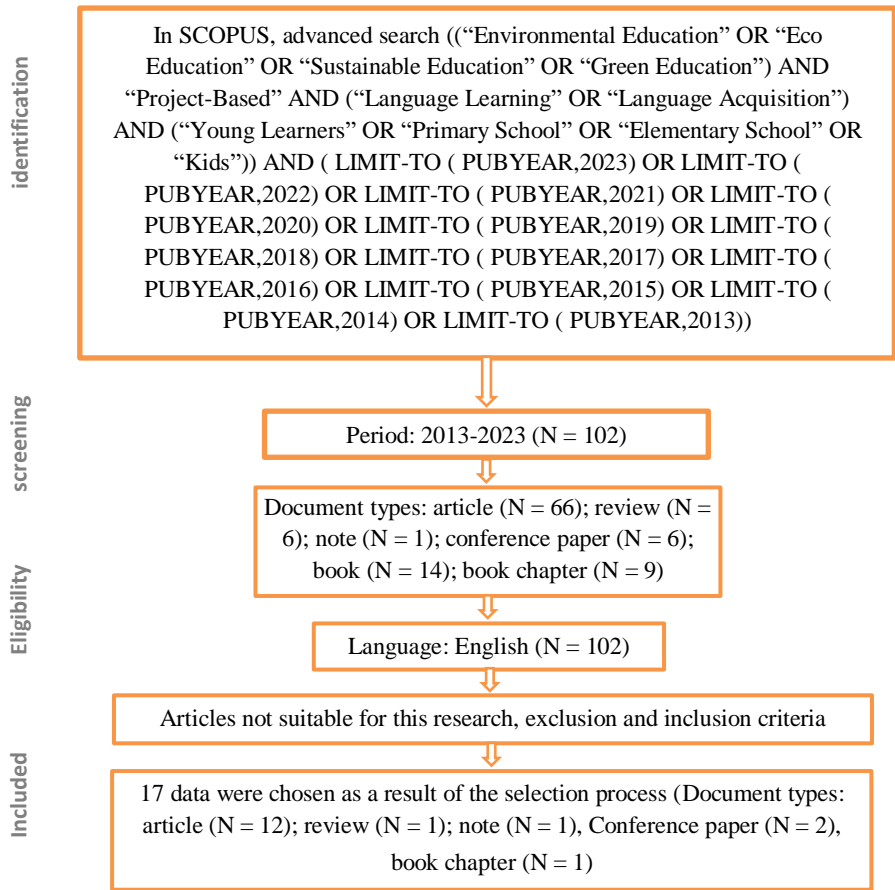 identification
In SCOPUS, advanced search ((“Environmental Education” OR “Eco
Education” OR “Sustainable Education” OR “Green Education”) AND
“Project-Based” AND (“Language Learning” OR “Language Acquisition”)
AND (“Young Learners” OR “Primary School” OR “Elementary School” OR
“Kids”)) AND ( LIMIT-TO ( PUBYEAR,2023) OR LIMIT-TO (
PUBYEAR,2022) OR LIMIT-TO ( PUBYEAR,2021) OR LIMIT-TO (
PUBYEAR,2020) OR LIMIT-TO ( PUBYEAR,2019) OR LIMIT-TO (
PUBYEAR,2018) OR LIMIT-TO ( PUBYEAR,2017) OR LIMIT-TO (
PUBYEAR,2016) OR LIMIT-TO ( PUBYEAR,2015) OR LIMIT-TO (
PUBYEAR,2014) OR LIMIT-TO ( PUBYEAR,2013))
screening
Period: 2013-2023 (N = 102)
Document types: article (N = 66); review (N =
6); note (N = 1); conference paper (N = 6);
book (N = 14); book chapter (N = 9)
Eligibility
Language: English (N = 102)
Articles not suitable for this research, exclusion and inclusion criteria
Included
17 data were chosen as a result of the selection process (Document types:
article (N = 12); review (N = 1); note (N = 1), Conference paper (N = 2),
book chapter (N = 1)